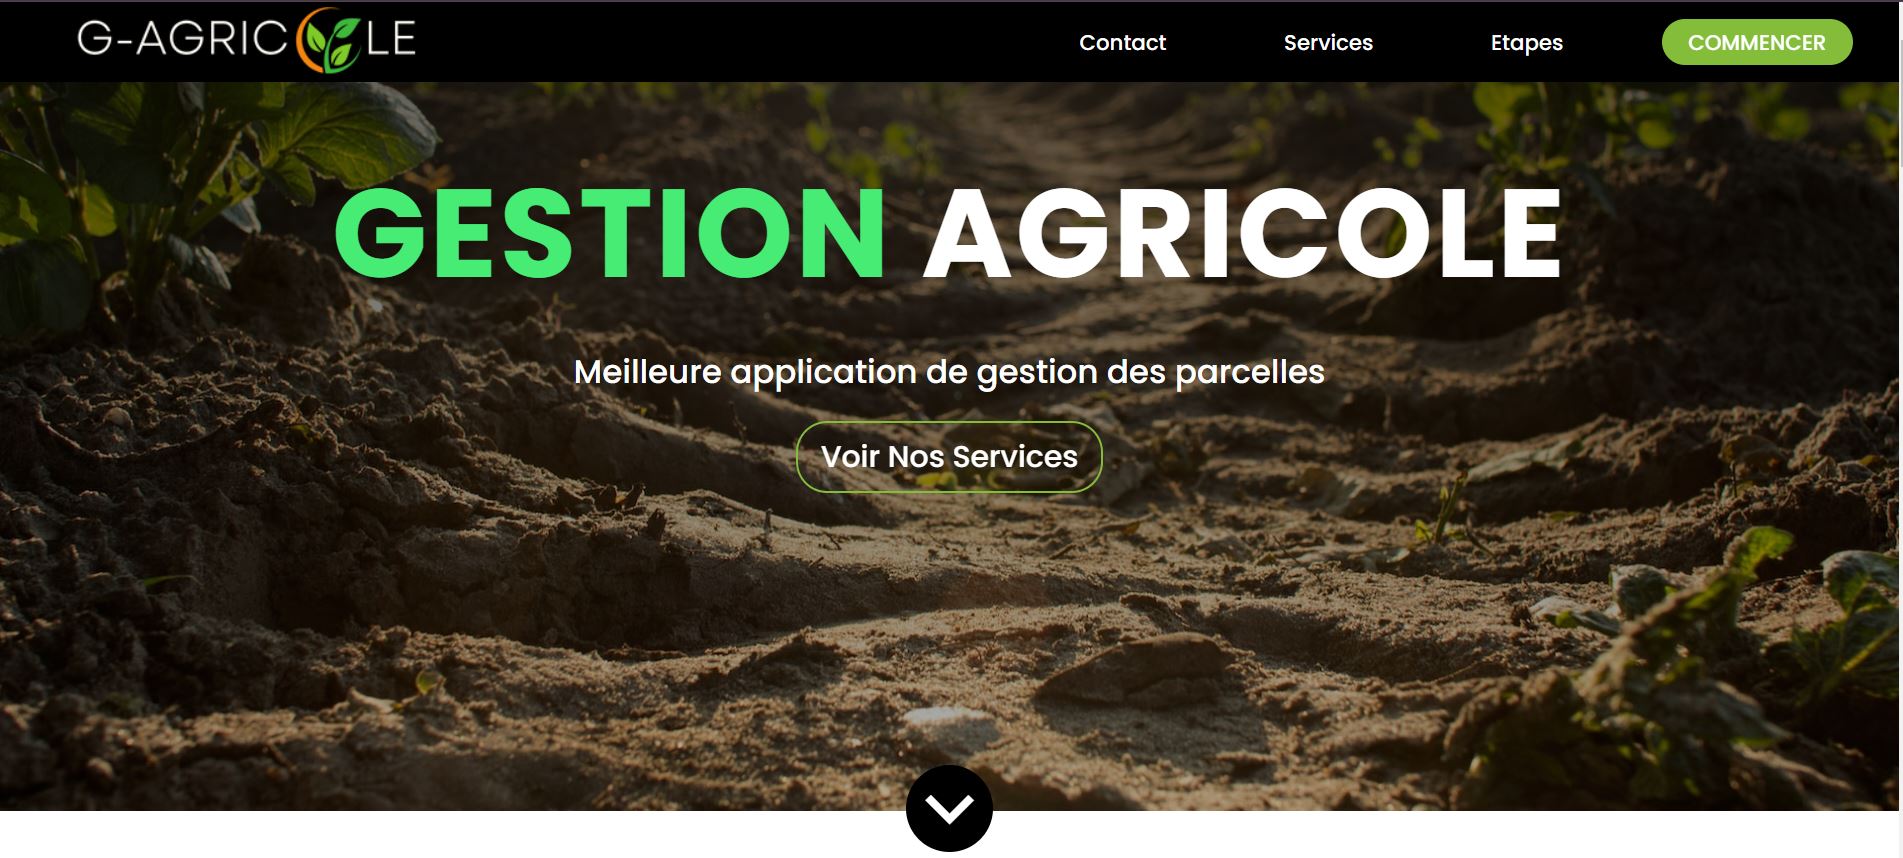 G-AGRICOLE
Contact
Services
Etapes
COMMENCER
GESTION AGRICOLE
Meilleure application de gestion des parcelles
Voir Nos Services